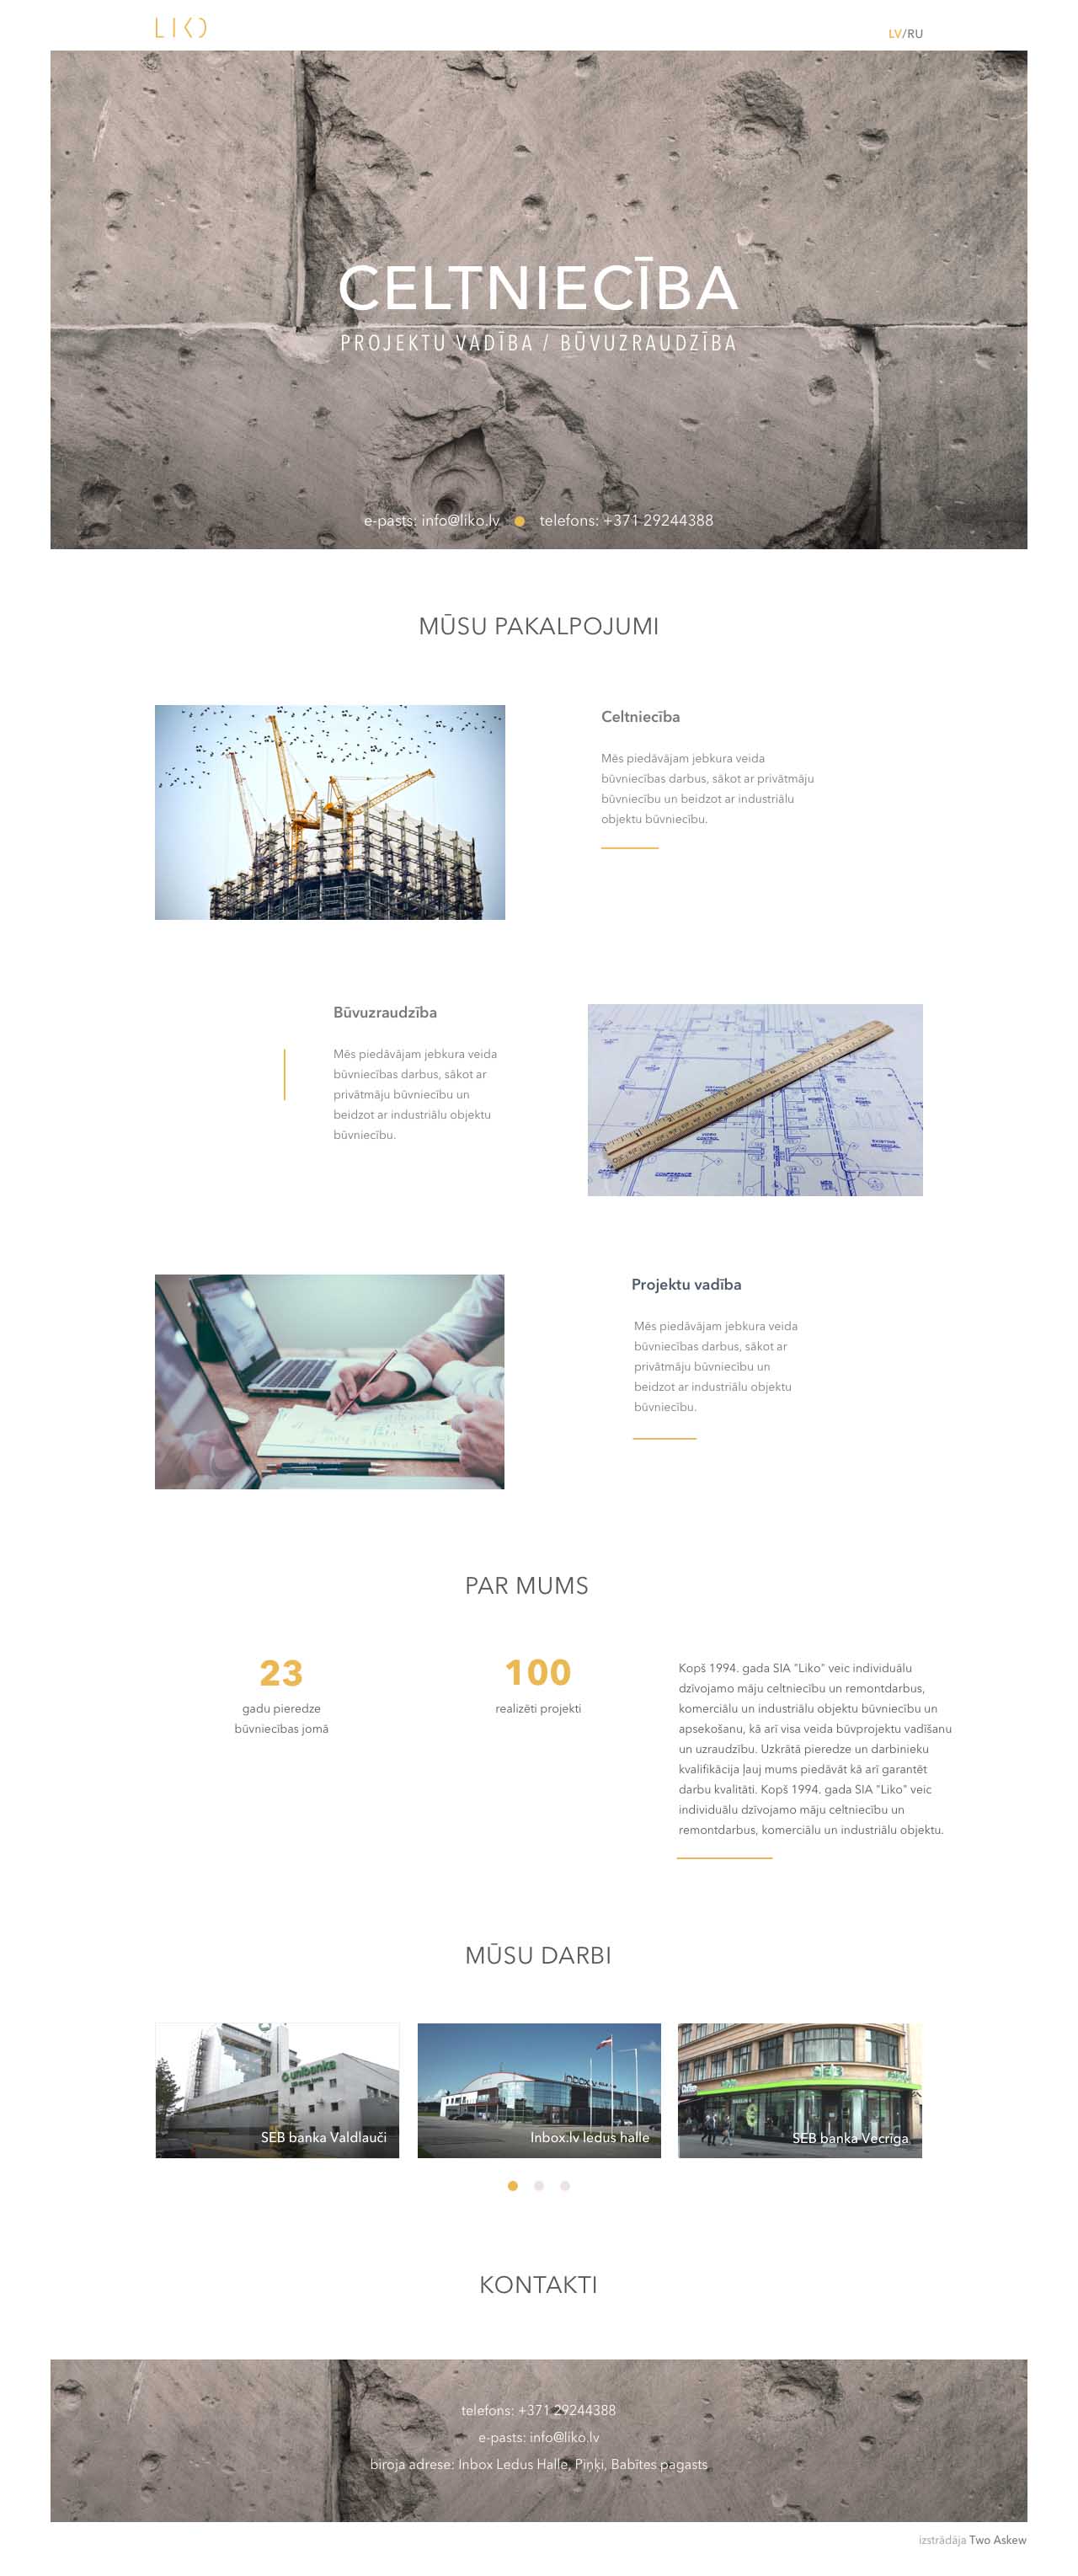 LIKO
LV/RU
CELTNIECĪBA
PROJEKTU VADĪBA / BŪVUZRAUDZĪBA
e-pasts: info@liko.lv
telefons: +371 29244388
MŪSU PAKALPOJUMI
Celtniecība
Mēs piedāvājam jebkura veida
būvniecības darbus, sākot ar privātmāju
būvniecību un beidzot ar industriālu
objektu būvniecību.
Būvuzraudzība
Mēs piedāvājam jebkura veida
būvniecības darbus, sākot ar
privātmāju būvniecību un
beidzot ar industriālu objektu
būvniecību.
Projektu vadība
Mēs piedāvājam jebkura veida
būvniecības darbus, sākot ar
privātmāju būvniecību un
beidzot ar industriālu objektu
būvniecību.
PAR MUMS
23
gadu pieredze
būvniecības jomā
100
realizēti projekti
Kopš 1994. gada SIA "Liko" veic individuālu
dzīvojamo māju celtniecību un remontdarbus,
komerciālu un industriālu objektu būvniecību un
apsekošanu, kā arī visa veida būvprojektu vadīšanu
un uzraudzību. Uzkrātā pieredze un darbinieku
kvalifikācija ļauj mums piedāvāt kā arī garantēt
darbu kvalitāti. Kopš 1994. gada SIA "Liko" veic
individuālu dzīvojamo māju celtniecību un
remontdarbus, komerciālu un industriālu objektu.
MŪSU DARBI
unibanka
SEB banka Valdlauči
inbox.lv
Inbox.lv ledus halle
SEB
SEB banka Vecrīga
KONTAKTI
telefons: +371 29244388
e-pasts: info@liko.lv
biroja adrese: Inbox Ledus Halle, Piņķi, Babītes pagasts
izstrādāja Two Askew